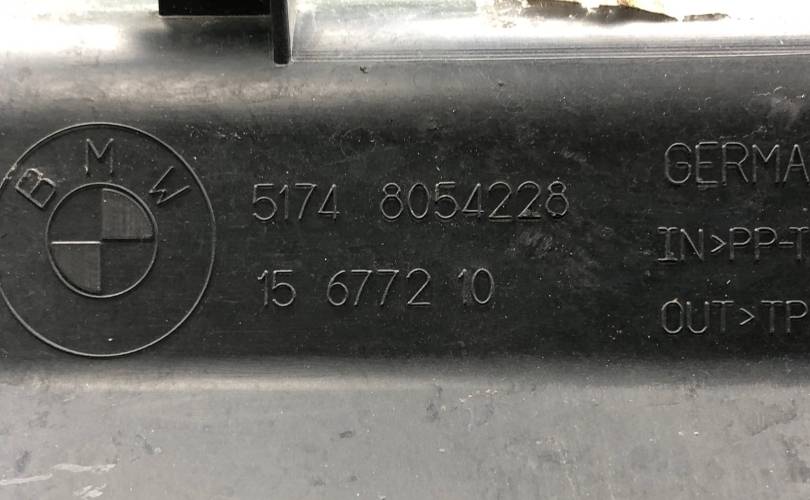 BMW
5174 8054228
15 6772 10
GERMA
IN>PP-T
OUT>TP